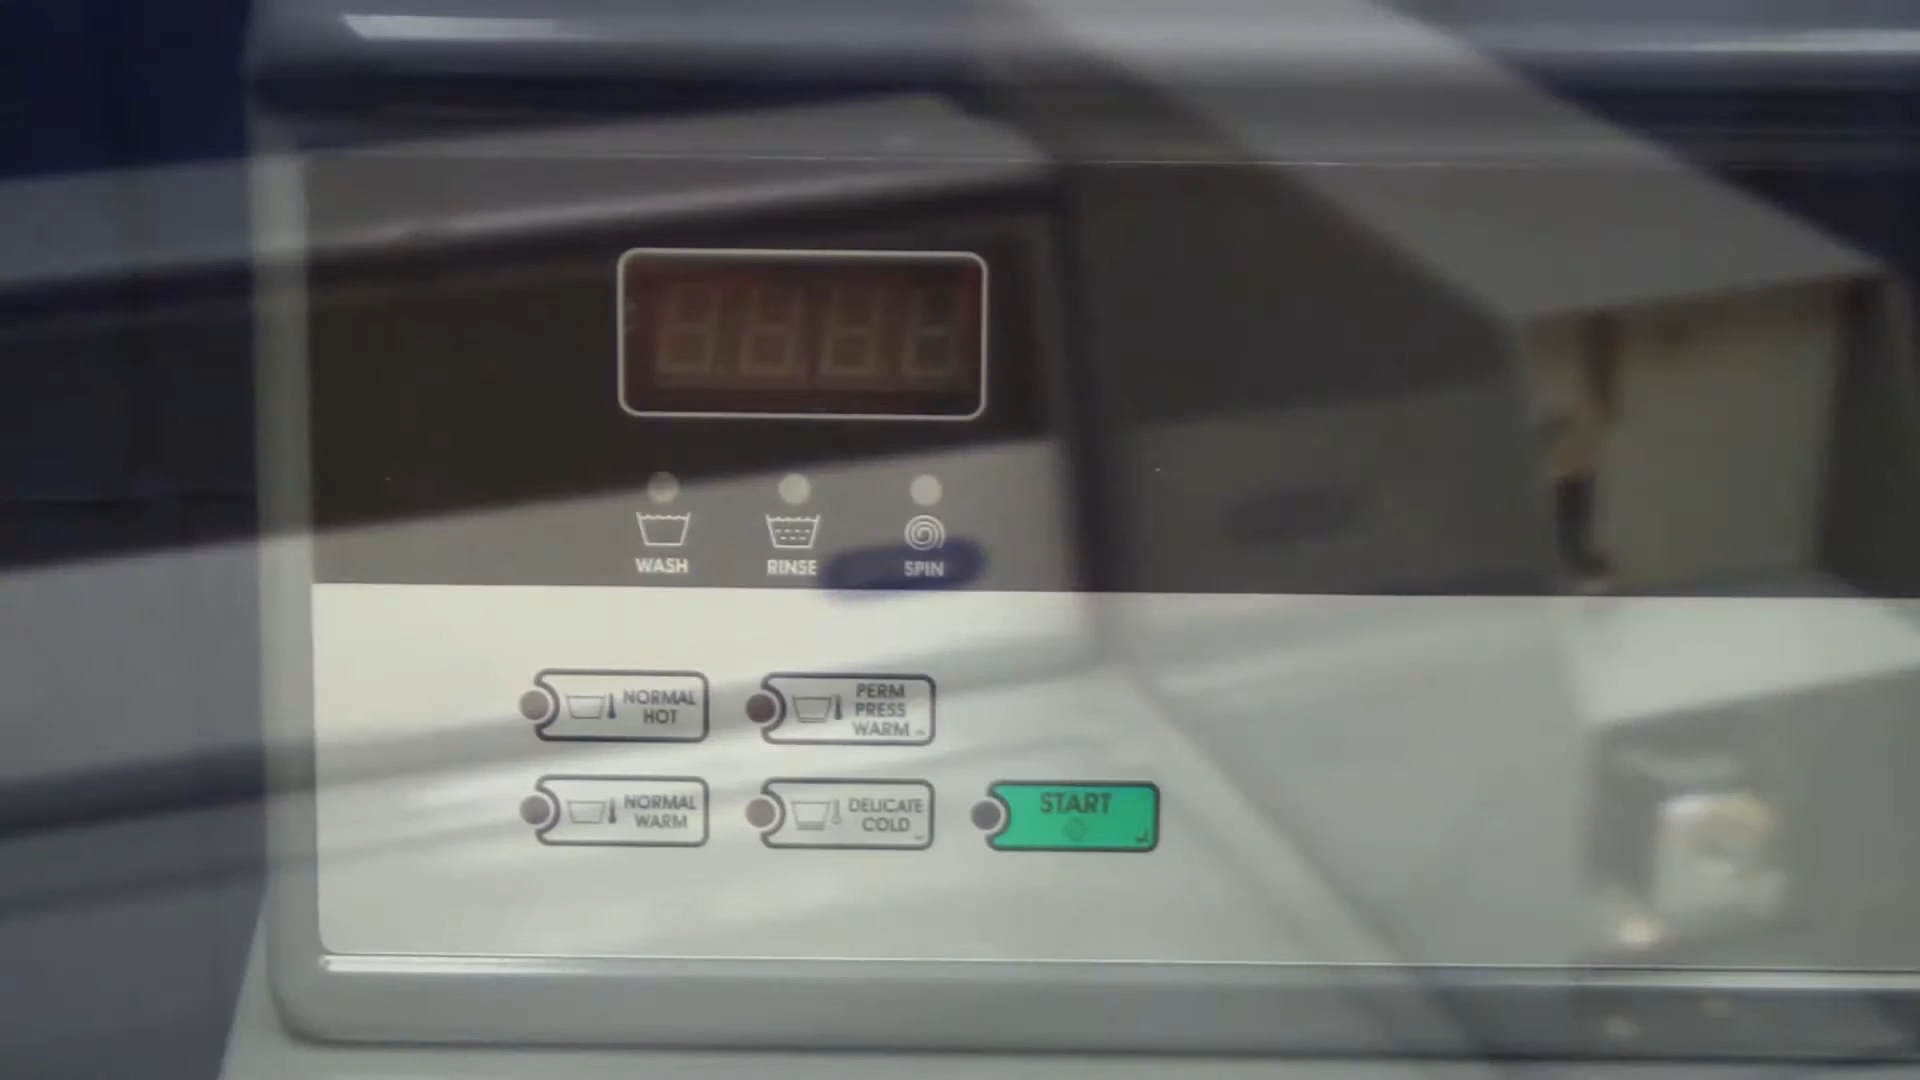 WASH
RINSE
SPIN
NORMAL
HOT
PERM
PRESS
WARM
NORMAL
WARM
DELICATE
COLD
START